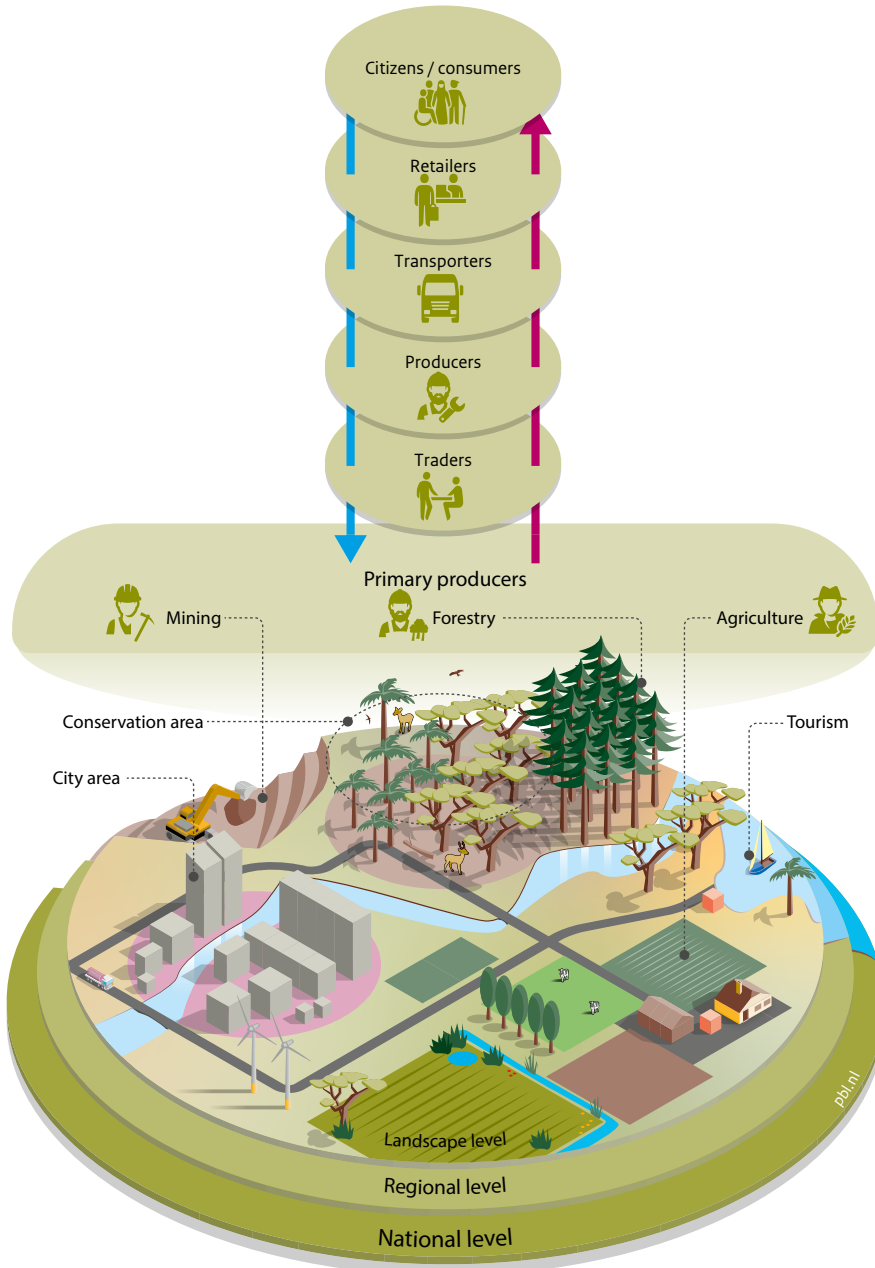 Citizens / consumers
Retailers
Transporters
Producers
Traders
Primary producers
Mining
Forestry
Agriculture
Conservation area
Tourism
City area
pbl.nl
Landscape level
Regional level
National level